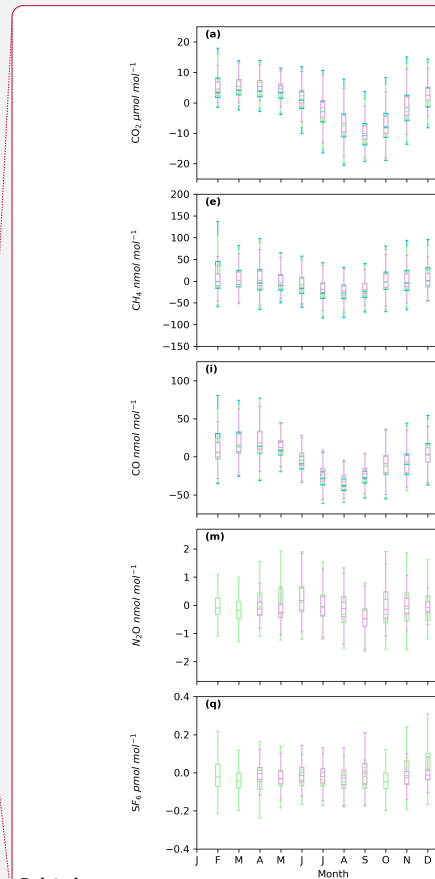 (a)
20
10
0
−10
−20
CO2 μmol mol−1
(e)
200
150
100
50
0
−50
−100
−150
CH4 nmol mol−1
(i)
100
50
0
−50
CO nmol mol−1
(m)
2
1
0
−1
−2
N2O nmol mol−1
(q)
0.4
0.2
0.0
−0.2
−0.4
SF6 pmol mol−1
J F M A M J J A S O N D
Month